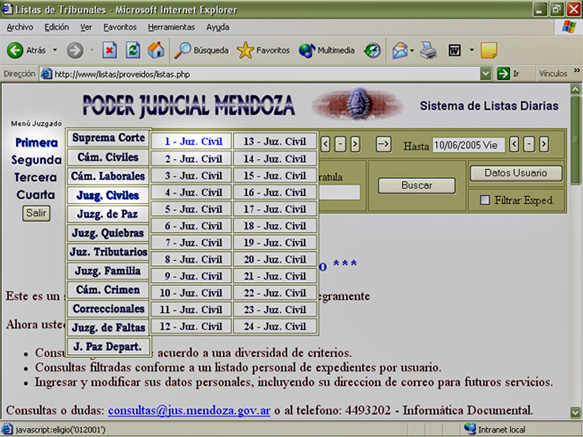 Listas de Tribunales - Microsoft Internet Explorer
Archivo Edición Ver Favoritos Herramientas Ayuda
Atrás Búsqueda Favoritos Multimedia
Dirección http://www/listas/proveidos/listas.php Ir Vínculos »
PODER JUDICIAL MENDOZA Sistema de Listas Diarias
Menú Juzgado
Primera
Segunda
Tercera
Cuarta
Salir
Suprema Corte
Cám. Civiles
Cám. Laborales
Juzg. Civiles
Juzg. de Paz
Juzg. Quiebras
Juz. Tributarios
Juzg. Familia
Cám. Crimen
Correccionales
Juzg. de Faltas
J. Paz Depart.
1 - Juz. Civil 13 - Juz. Civil
2 - Juz. Civil 14 - Juz. Civil
3 - Juz. Civil 15 - Juz. Civil
4 - Juz. Civil 16 - Juz. Civil
5 - Juz. Civil 17 - Juz. Civil
6 - Juz. Civil 18 - Juz. Civil
7 - Juz. Civil 19 - Juz. Civil
8 - Juz. Civil 20 - Juz. Civil
9 - Juz. Civil 21 - Juz. Civil
10 - Juz. Civil 22 - Juz. Civil
11 - Juz. Civil 23 - Juz. Civil
12 - Juz. Civil 24 - Juz. Civil
< - > --> Hasta 10/06/2005 Vie < - >
ratula
Buscar
Datos Usuario
Filtrar Exped.
o ***
Este es un s egramente
Ahora usted
• Consu acuerdo a una diversidad de criterios.
• Consultas filtradas conforme a un listado personal de expedientes por usuario.
• Ingresar y modificar sus datos personales, incluyendo su direccion de correo para futuros servicios.
Consultas o dudas: consultas@jus.mendoza.gov.ar o al telefono: 4493202 - Informática Documental.
javascript:eligio('012001') Intranet local